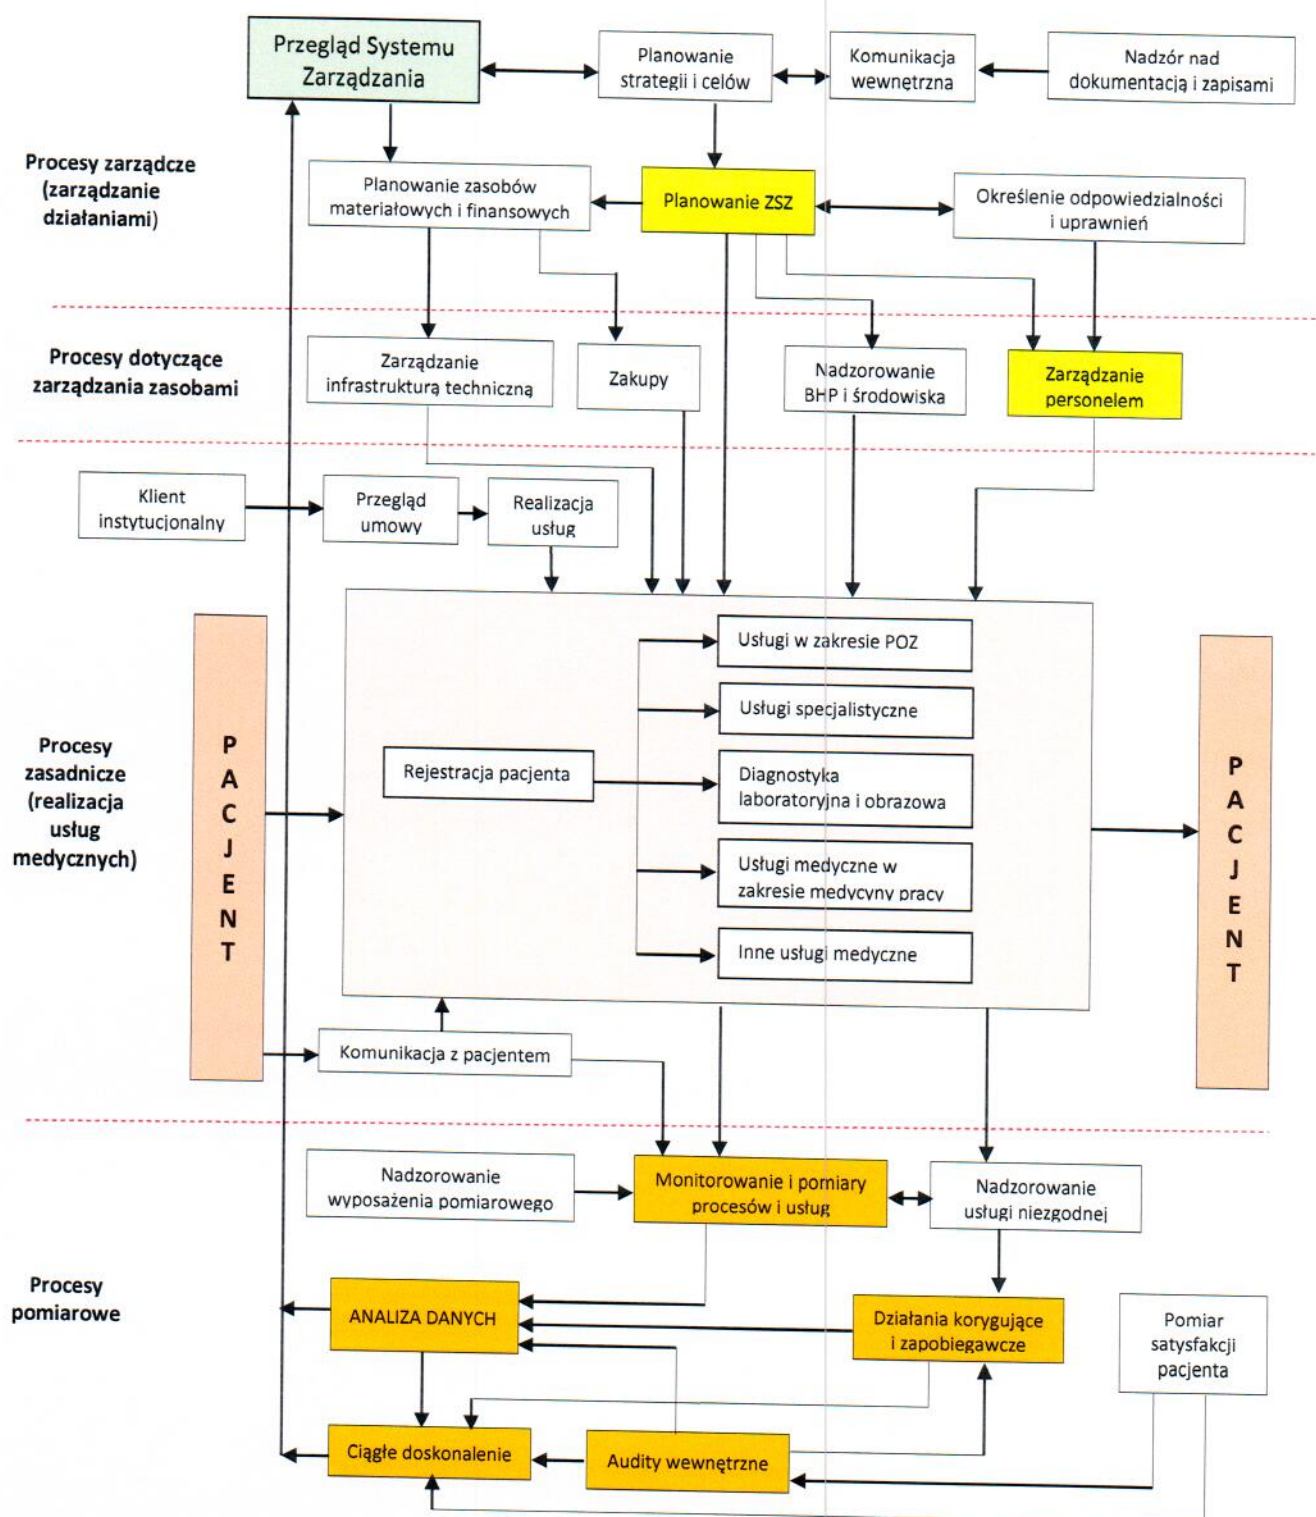 Przegląd Systemu
Zarządzania
Planowanie
strategii i celów
Komunikacja
wewnętrzna
Nadzór nad
dokumentacją i zapisami
Procesy zarządcze
(zarządzanie
działaniami)
Planowanie zasobów
materiałowych i finansowych
Planowanie ZSZ
Określenie odpowiedzialności
i uprawnień
Procesy dotyczące
zarządzania zasobami
Zarządzanie
infrastrukturą techniczną
Zakupy
Nadzorowanie
BHP i środowiska
Zarządzanie
personelem
Klient
instytucjonalny
Przegląd
umowy
Realizacja
usług
Procesy
zasadnicze
(realizacja
usług
medycznych)
P
A
C
J
E
N
T
Rejestracja pacjenta
Usługi w zakresie POZ
Usługi specjalistyczne
Diagnostyka
laboratoryjna i obrazowa
Usługi medyczne w
zakresie medycyny pracy
Inne usługi medyczne
P
A
C
J
E
N
T
Komunikacja z pacjentem
Procesy
pomiarowe
Nadzorowanie
wyposażenia pomiarowego
Monitorowanie i pomiary
procesów i usług
Nadzorowanie
usługi niezgodnej
ANALIZA DANYCH
Działania korygujące
i zapobiegawcze
Pomiar
satysfakcji
pacjenta
Ciągłe doskonalenie
Audity wewnętrzne